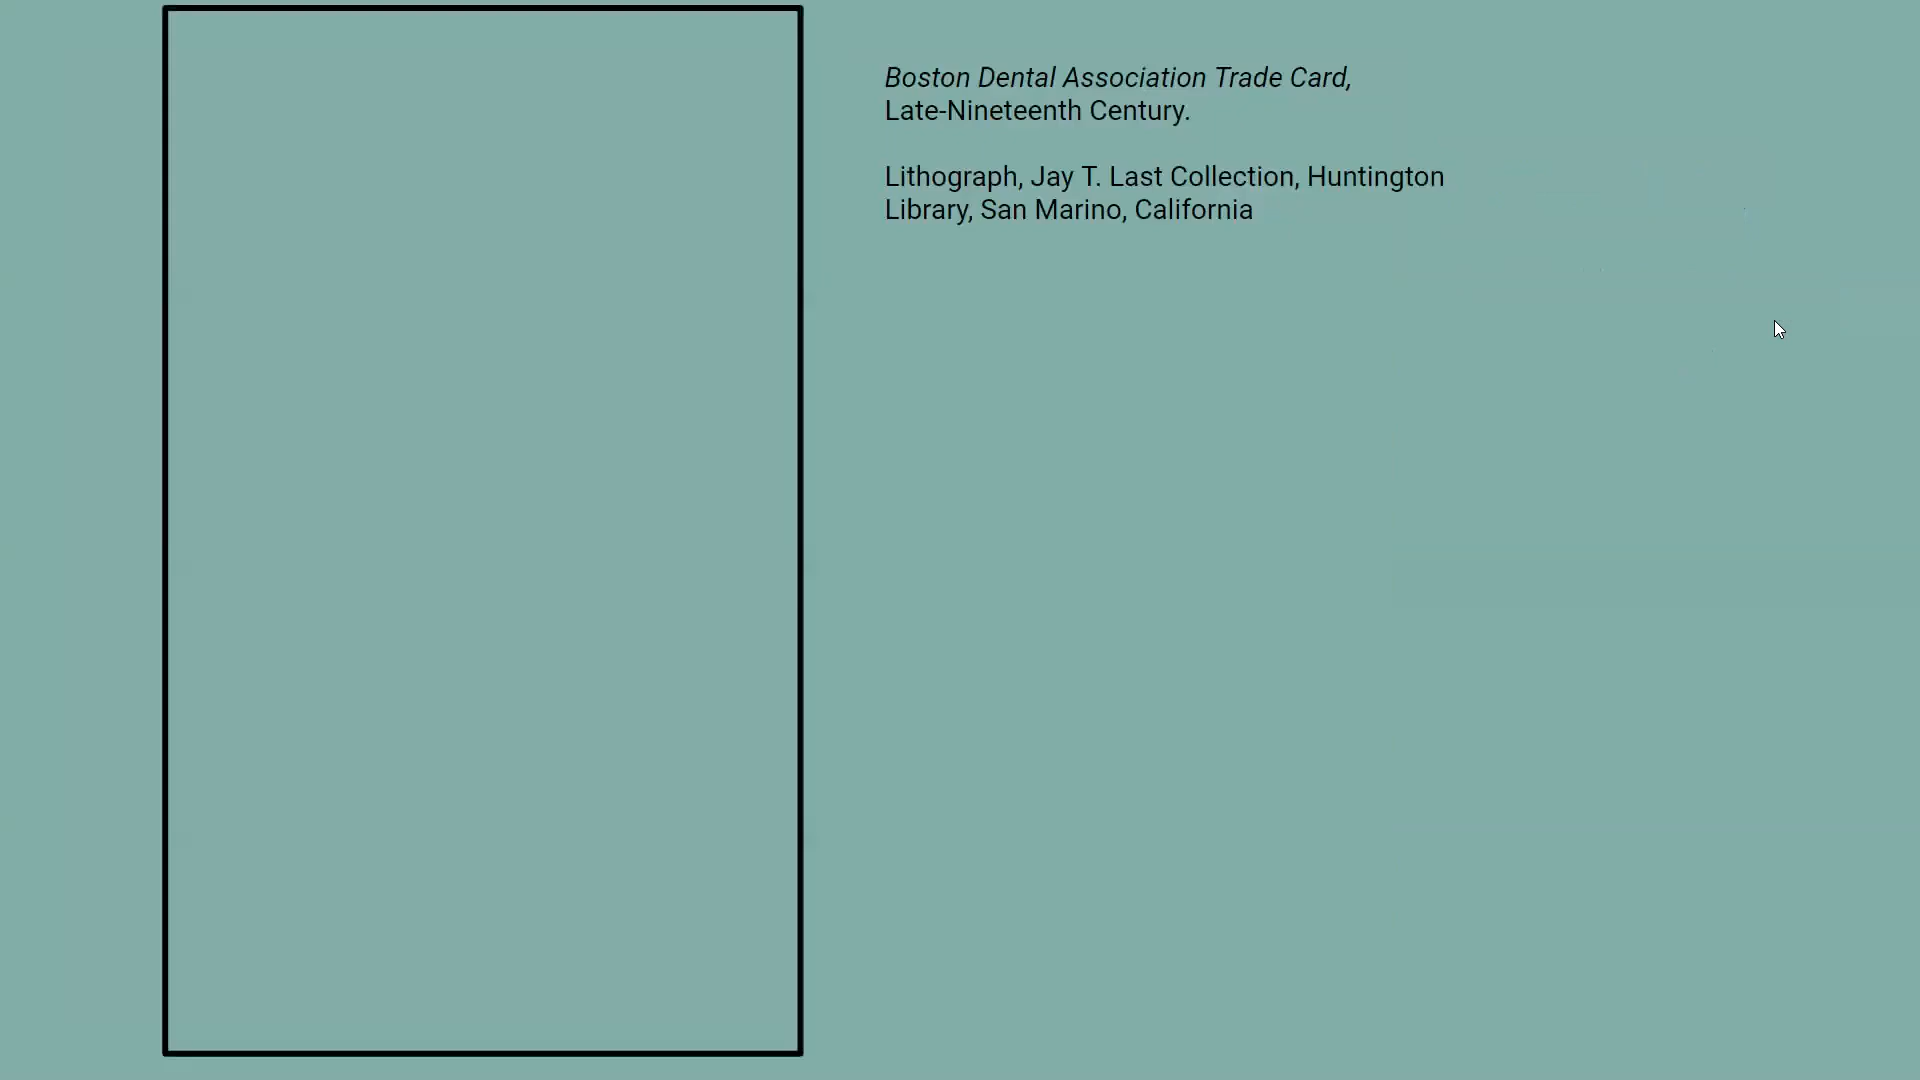 Boston Dental Association Trade Card,
Late-Nineteenth Century.
Lithograph, Jay T. Last Collection, Huntington
Library, San Marino, California